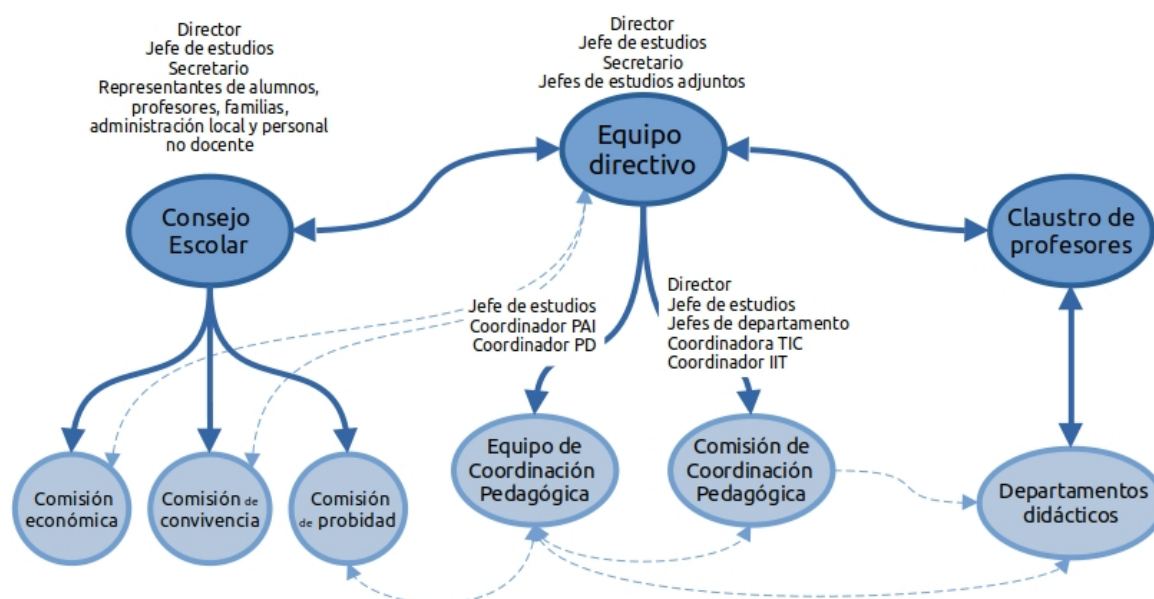 Director
Jefe de estudios
Secretario
Representantes de alumnos,
profesores, familias,
administración local y personal
no docente
Director
Jefe de estudios
Secretario
Jefes de estudios adjuntos
Equipo
directivo
Consejo
Escolar
Claustro de
profesores
Jefe de estudios
Coordinador PAI
Coordinador PD
Director
Jefe de estudios
Jefes de departamento
Coordinadora TIC
Coordinador IIT
Comisión
económica
Comisión de
convivencia
Comisión
de probidad
Equipo de
Coordinación
Pedagógica
Comisión de
Coordinación
Pedagógica
Departamentos
didácticos